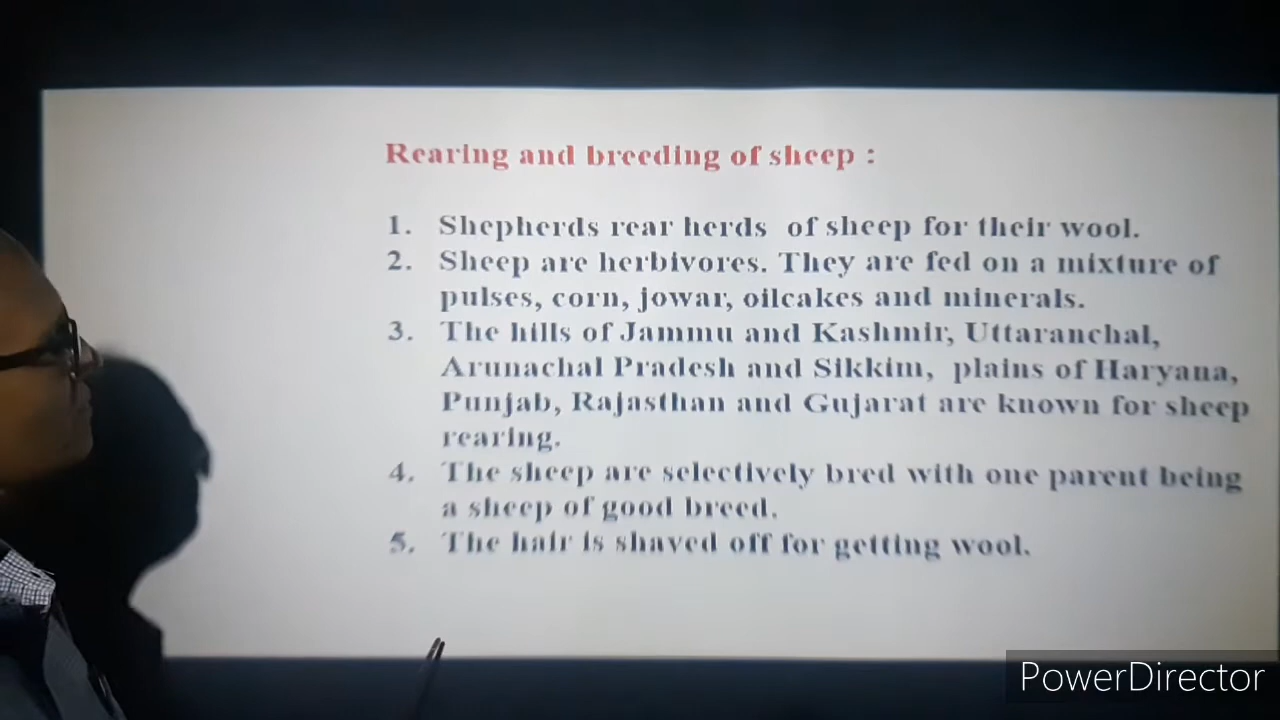 Rearing and breeding of sheep :
1. Shepherds rear herds of sheep for their wool.
2. Sheep are herbivores. They are fed on a mixture of
pulses, corn, jowar, oilcakes and minerals.
3. The hills of Jammu and Kashmir, Uttaranchal,
Arunachal Pradesh and Sikkim, plains of Haryana,
Punjab, Rajasthan and Gujarat are known for sheep
rearing.
4. The sheep are selectively bred with one parent being
a sheep of good breed.
5. The hair is shaved off for getting wool.
PowerDirector